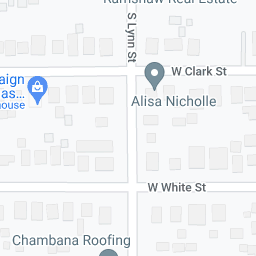 Ramshaw Real Estate
S Lynn St
W Clark St
Alisa Nicholle
W White St
Chambana Roofing